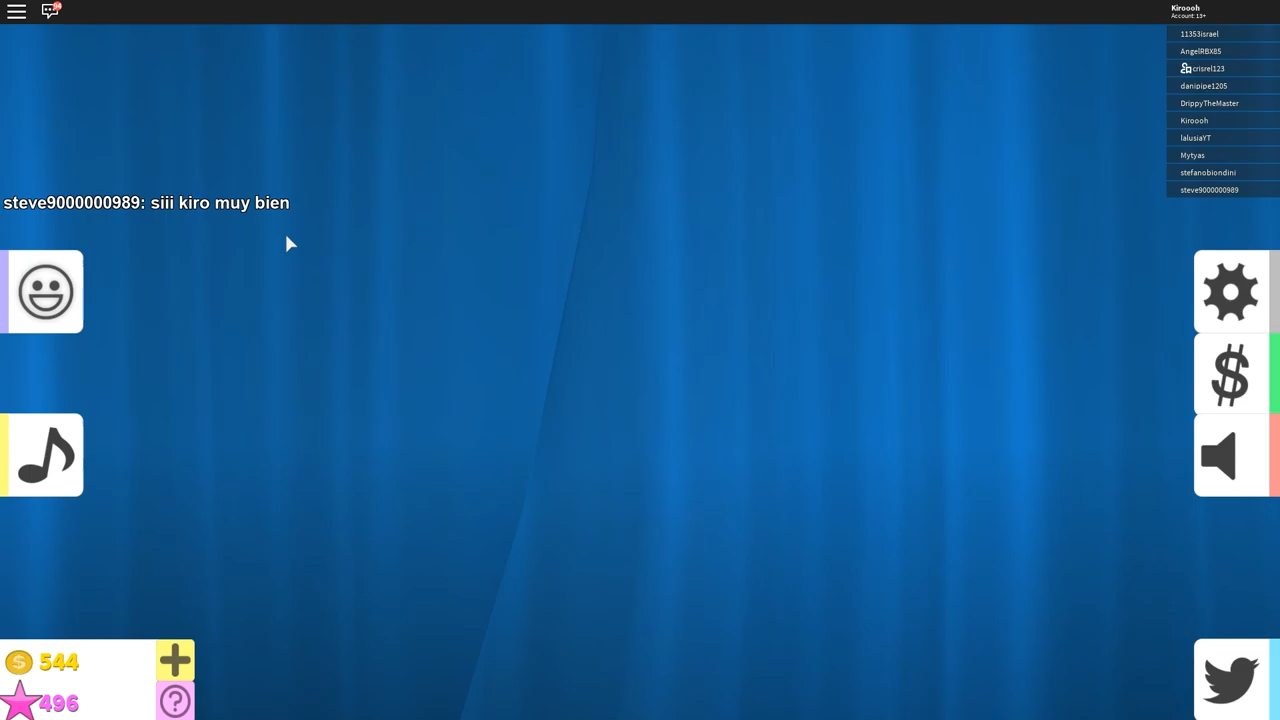 94
Kiroooh
Account: 13+
11353israel
AngelRBX85
crisrel123
danipipe1205
DrippyTheMaster
Kiroooh
lalusiaYT
Mytyas
stefanobiondini
steve9000000989
steve9000000989: siii kiro muy bien
$
544
+
496
?